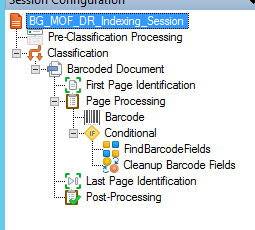 Session Configuration
BG_MOF_DR_Indexing_Session
Pre-Classification Processing
Classification
Barcoded Document
First Page Identification
Page Processing
Barcode
IF Conditional
FindBarcodeFields
Cleanup Barcode Fields
Last Page Identification
Post-Processing